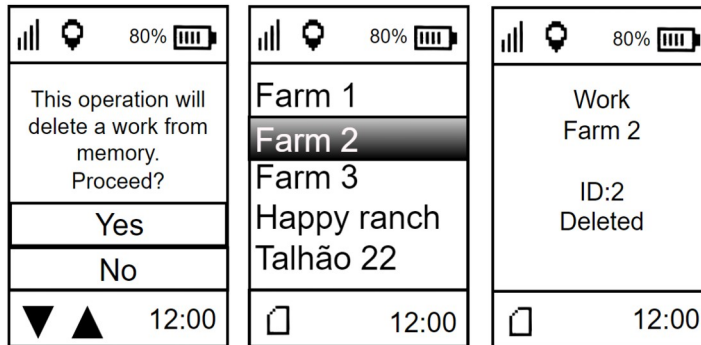 80%
This operation will
delete a work from
memory.
Proceed?
Yes
No
12:00
80%
Farm 1
Farm 2
Farm 3
Happy ranch
Talhão 22
12:00
80%
Work
Farm 2
ID:2
Deleted
12:00